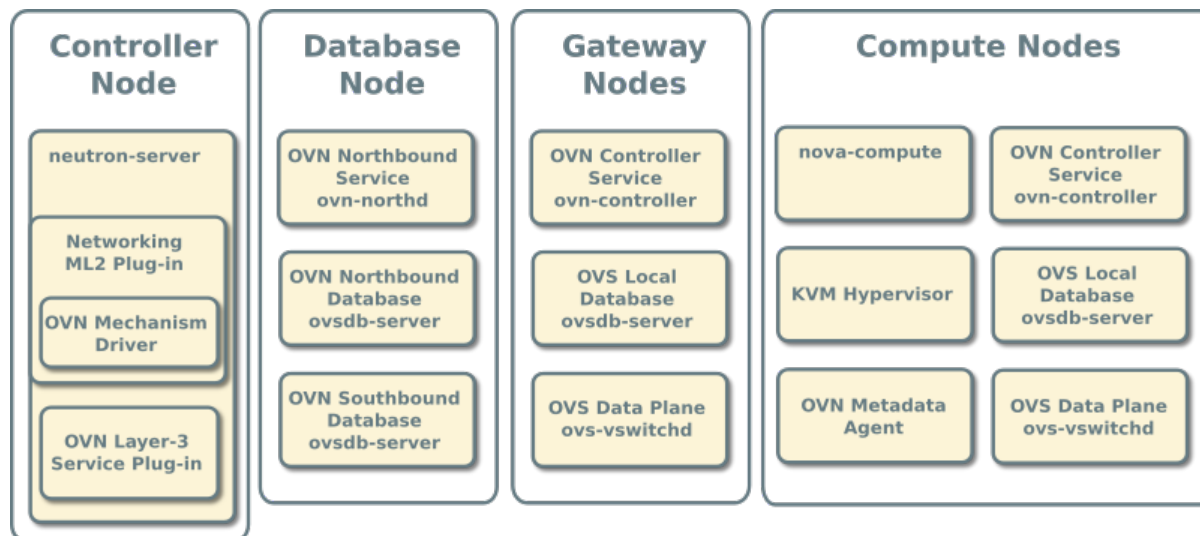 Controller
Node
neutron-server
Networking
ML2 Plug-in
OVN Mechanism
Driver
OVN Layer-3
Service Plug-in
Database
Node
OVN Northbound
Service
ovn-northd
OVN Northbound
Database
ovsdb-server
OVN Southbound
Database
ovsdb-server
Gateway
Nodes
OVN Controller
Service
ovn-controller
OVS Local
Database
ovsdb-server
OVS Data Plane
ovs-vswitchd
Compute Nodes
nova-compute
KVM Hypervisor
OVN Metadata
Agent
OVN Controller
Service
ovn-controller
OVS Local
Database
ovsdb-server
OVS Data Plane
ovs-vswitchd